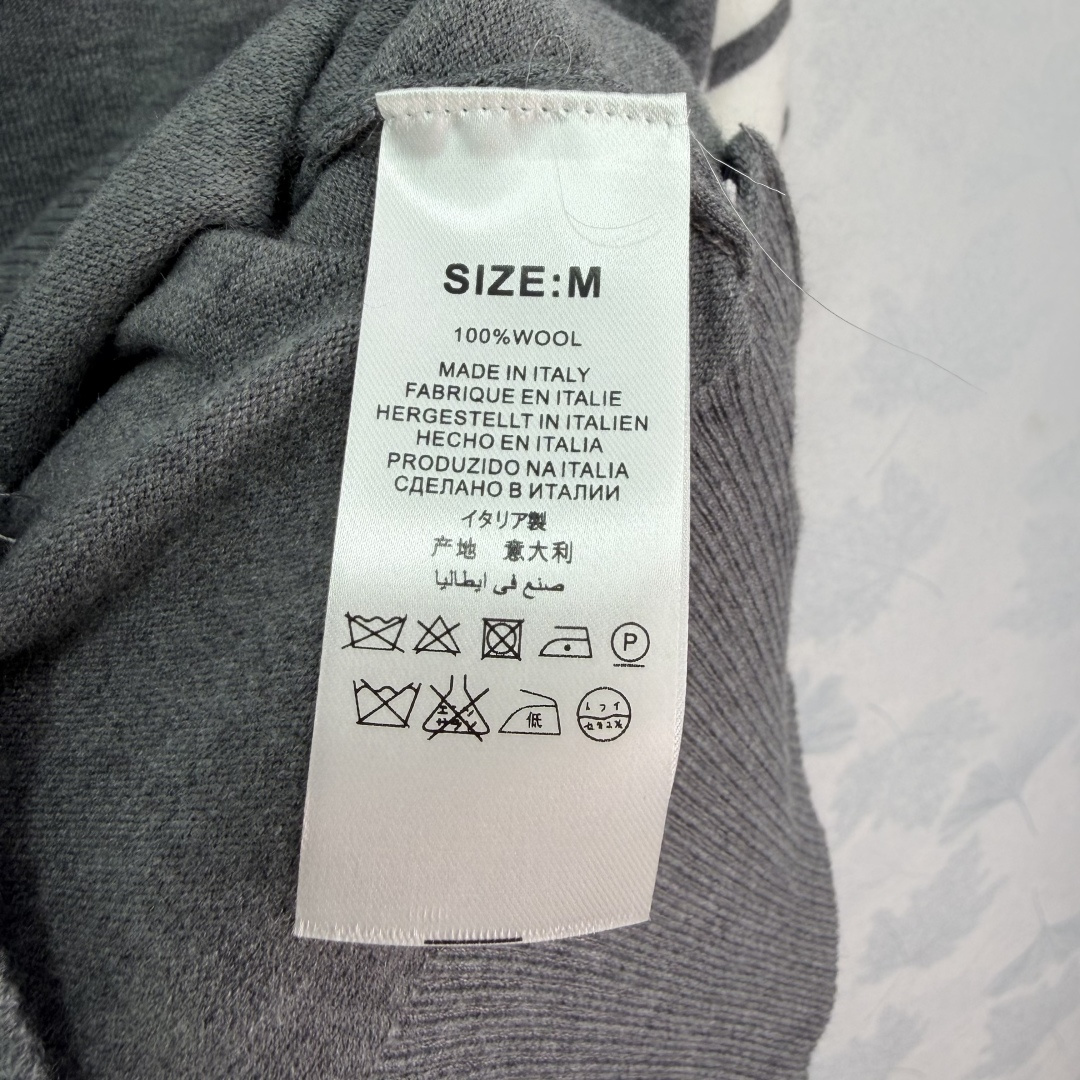 SIZE:M
100%WOOL
MADE IN ITALY
FABRIQUE EN ITALIE
HERGESTELLT IN ITALIEN
HECHO EN ITALIA
PRODUZIDO NA ITALIA
СДЕЛАНО В ИТАЛИИ
イタリア製
产地 意大利
صنع فى ايطاليا
P
低